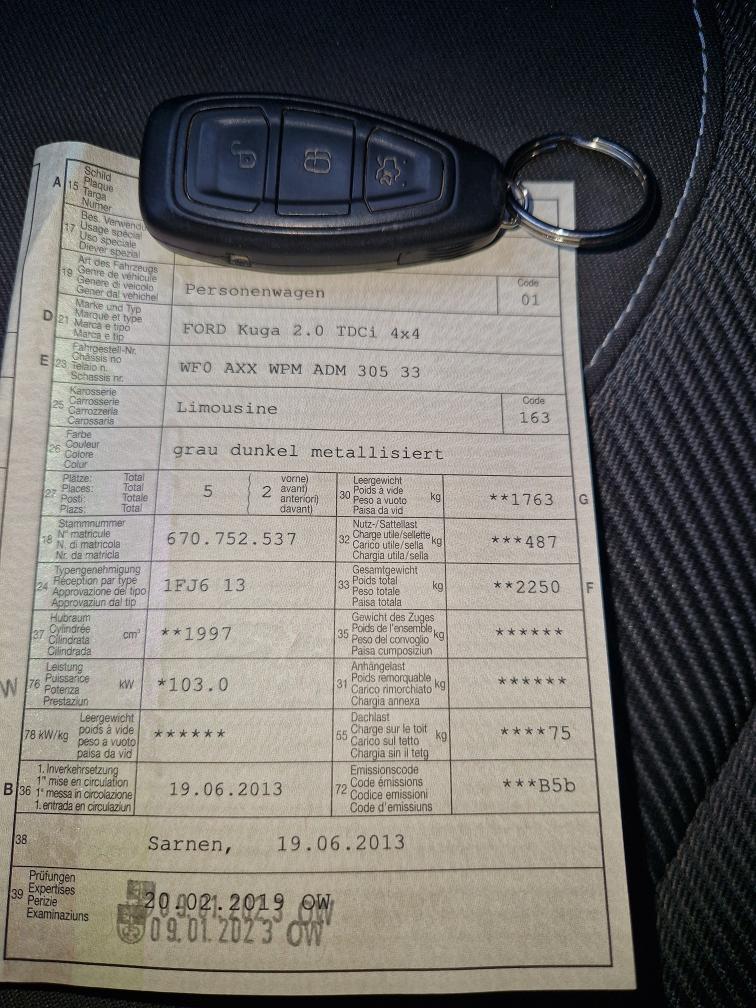 A 15 Schild
Plaque
Targa
Numer
17 Bes. Verwendu
Usage spécial
Uso speciale
Diever spezial
19 Art des Fahrzeugs
Genre de véhicule
Genere di veicolo
Gener dal vehichel
Personenwagen
Code
01
D 21 Marke und Typ
Marque et type
Marca e tipo
Marca e tip
FORD Kuga 2.0 TDCi 4x4
E 23 Fahrgestell-Nr.
Châssis no
Telaio n.
Schassis nr.
WF0 AXX WPM ADM 305 33
25 Karosserie
Carrosserie
Carrozzeria
Carossaria
Limousine
Code
163
26 Farbe
Couleur
Colore
Colur
grau dunkel metallisiert
27 Plätze: Total
Places: Total
Posti: Totale
Plazs: Total
5
2
vorne)
avant)
anteriori)
davant)
30 Leergewicht
Poids à vide kg
Peso a vuoto
Paisa da vid
**1763 G
18 Stammnummer
N° matricule
N. di matricola
Nr. da matricla
670.752.537
32 Nutz-/Sattellast
Charge utile/sellette kg
Carico utile/sella
Chargia utila/sella
***487
24 Typengenehmigung
Réception par type
Approvazione del tipo
Approvaziun dal tip
1FJ6 13
33 Gesamtgewicht
Poids total kg
Peso totale
Paisa totala
**2250 F
37 Hubraum
Cylindrée cm³
Cilindrata
Cilindrada
**1997
35 Gewicht des Zuges
Poids de l'ensemble kg
Peso del convoglio
Paisa cumposiziun
******
W 76 Leistung
Puissance kW
Potenza
Prestaziun
*103.0
31 Anhängelast
Poids remorquable kg
Carico rimorchiato
Chargia annexa
******
78 kW/kg Leergewicht
poids à vide
peso a vuoto
paisa da vid
******
55 Dachlast
Charge sur le toit kg
Carico sul tetto
Chargia sin il tetg
****75
B 36 1. Inverkehrsetzung
1re mise en circulation
1a messa in circolazione
1. entrada en circulaziun
19.06.2013
72 Emissionscode
Code émissions
Codice emissioni
Code d'emissiuns
***B5b
38 Sarnen, 19.06.2013
39 Prüfungen
Expertises
Perizie
Examinaziuns
20.02.2019 OW
09.01.2023 OW
09.01.2023 OW